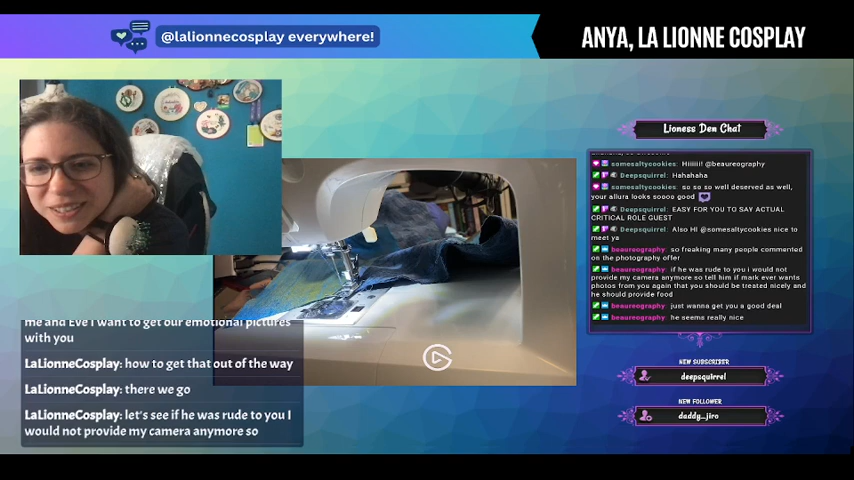 @lalionnecosplay everywhere!
ANYA, LA LIONNE COSPLAY
Lioness Den Chat
somesaltycookies: Hiiiiii! @beaureography
Deepsquirrel: Hahahaha
somesaltycookies: so so so well deserved as well,
your allura looks soooo good
Deepsquirrel: EASY FOR YOU TO SAY ACTUAL
CRITICAL ROLE GUEST
Deepsquirrel: Also HI @somesaltycookies nice to
meet ya
beaureography: so freaking many people commented
on the photography offer
beaureography: if he was rude to you i would not
provide my camera anymore so tell him if mark ever wants
photos from you again that you should be treated nicely and
he should provide food
beaureography: just wanna get you a good deal
beaureography: he seems really nice
me and Eve I want to get our emotional pictures
with you
LaLionneCosplay: how to get that out of the way
LaLionneCosplay: there we go
LaLionneCosplay: let's see if he was rude to you I
would not provide my camera anymore so
NEW SUBSCRIBER
deepsquirrel
NEW FOLLOWER
daddy_jiro